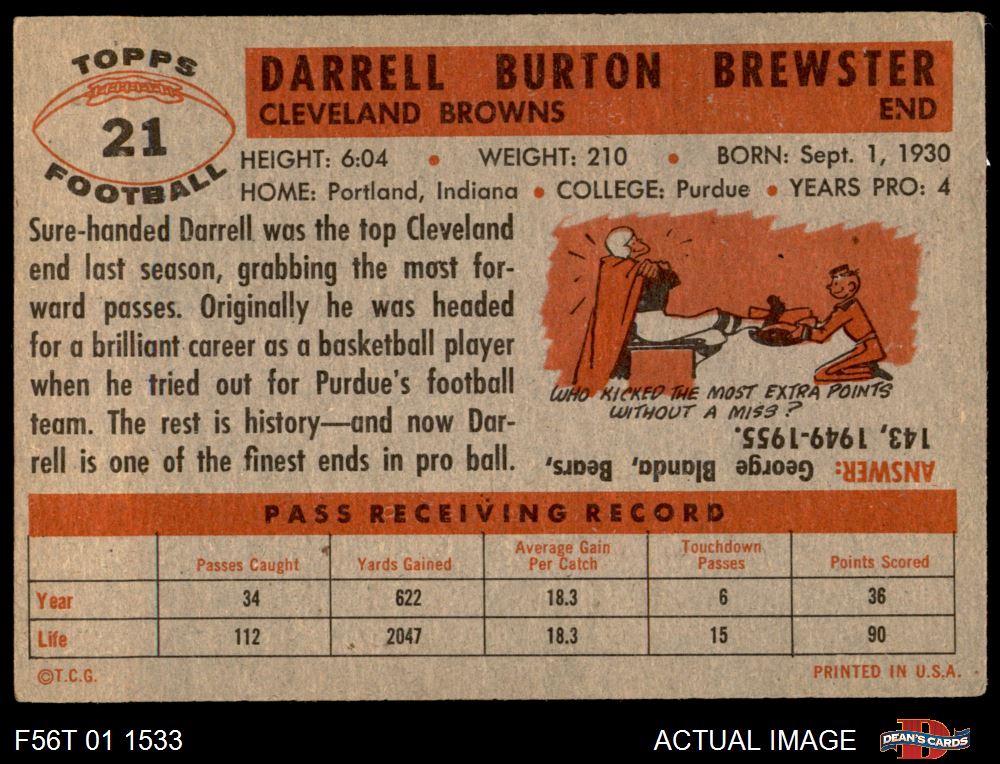 TOPPS
21
FOOTBALL
DARRELL BURTON BREWSTER
CLEVELAND BROWNS END
HEIGHT: 6:04 • WEIGHT: 210 • BORN: Sept. 1, 1930
HOME: Portland, Indiana • COLLEGE: Purdue • YEARS PRO: 4
Sure-handed Darrell was the top Cleveland
end last season, grabbing the most for-
ward passes. Originally he was headed
for a brilliant career as a basketball player
when he tried out for Purdue's football
team. The rest is history—and now Dar-
rell is one of the finest ends in pro ball.
WHO KICKED THE MOST EXTRA POINTS
WITHOUT A MISS?
ANSWER: George Blanda, Bears,
143, 1949-1955.
PASS RECEIVING RECORD
Passes Caught Yards Gained Average Gain Per Catch Touchdown Passes Points Scored
Year 34 622 18.3 6 36
Life 112 2047 18.3 15 90
©T.C.G. PRINTED IN U.S.A.
F56T 01 1533 ACTUAL IMAGE D DEAN'S CARDS